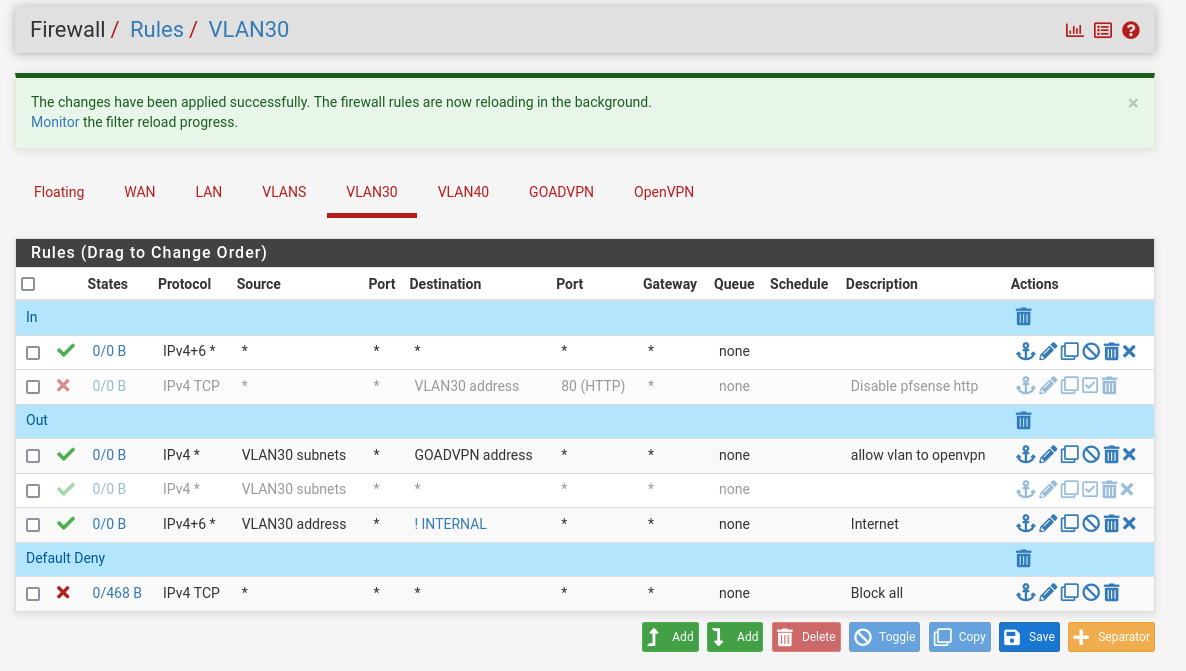 Firewall / Rules / VLAN30
The changes have been applied successfully. The firewall rules are now reloading in the background. ×
Monitor the filter reload progress.
Floating WAN LAN VLANS VLAN30 VLAN40 GOADVPN OpenVPN
Rules (Drag to Change Order)
States Protocol Source Port Destination Port Gateway Queue Schedule Description Actions
In
0/0 B IPv4+6 * * * * * * none
0/0 B IPv4 TCP * * VLAN30 address 80 (HTTP) * none Disable pfsense http
Out
0/0 B IPv4 * VLAN30 subnets * GOADVPN address * * none allow vlan to openvpn
0/0 B IPv4 * VLAN30 subnets * * * * none
0/0 B IPv4+6 * VLAN30 address * ! INTERNAL * * none Internet
Default Deny
0/468 B IPv4 TCP * * * * * none Block all
Add Add Delete Toggle Copy Save Separator